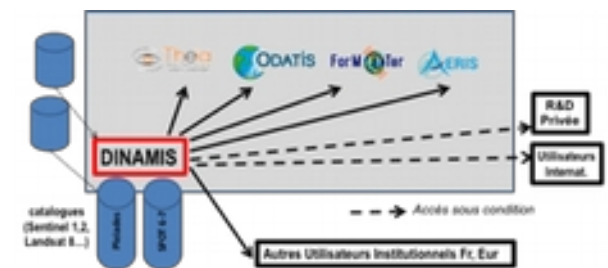 Theia
ODATIS
ForM@Ter
AERIS
R&D
Privée
DINAMIS
Utilisateurs
Internat.
catalogues
(Sentinel 1,2,
Landsat 8...)
Pleiades
SPOT 6-7
Accès sous condition
Autres Utilisateurs Institutionnels Fr, Eur